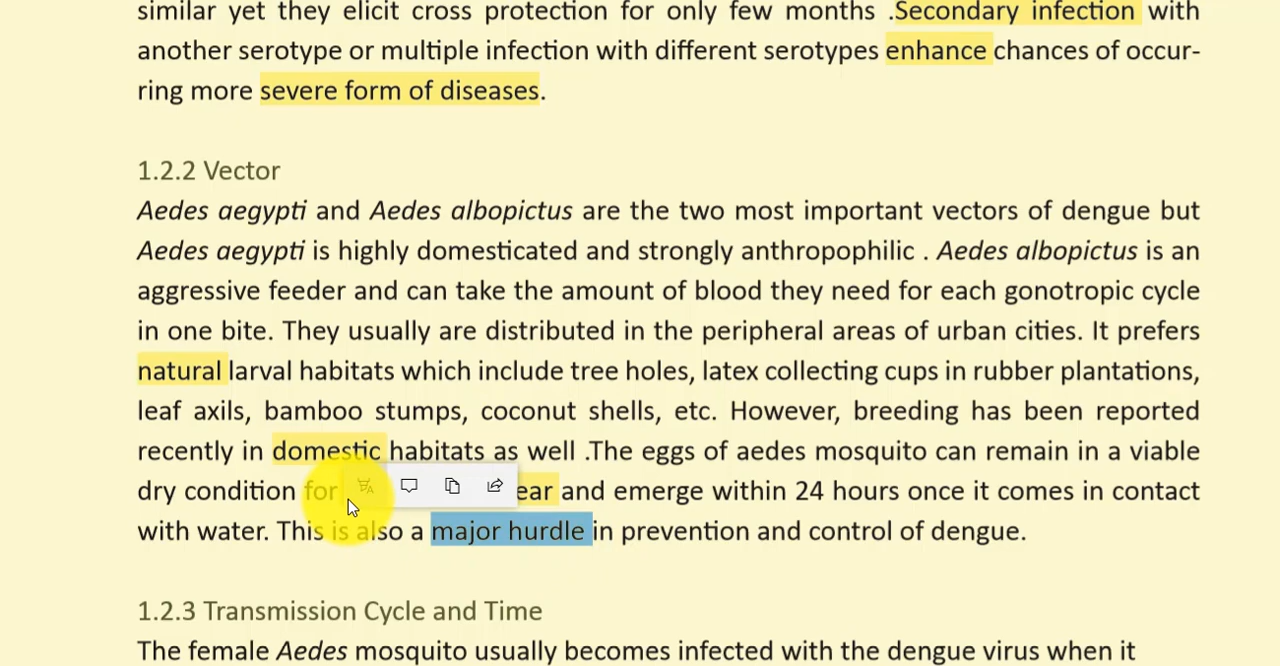 similar yet they elicit cross protection for only few months .Secondary infection with
another serotype or multiple infection with different serotypes enhance chances of occur-
ring more severe form of diseases.
1.2.2 Vector
Aedes aegypti and Aedes albopictus are the two most important vectors of dengue but
Aedes aegypti is highly domesticated and strongly anthropophilic . Aedes albopictus is an
aggressive feeder and can take the amount of blood they need for each gonotropic cycle
in one bite. They usually are distributed in the peripheral areas of urban cities. It prefers
natural larval habitats which include tree holes, latex collecting cups in rubber plantations,
leaf axils, bamboo stumps, coconut shells, etc. However, breeding has been reported
recently in domestic habitats as well .The eggs of aedes mosquito can remain in a viable
dry condition for ear and emerge within 24 hours once it comes in contact
with water. This is also a major hurdle in prevention and control of dengue.
1.2.3 Transmission Cycle and Time
The female Aedes mosquito usually becomes infected with the dengue virus when it